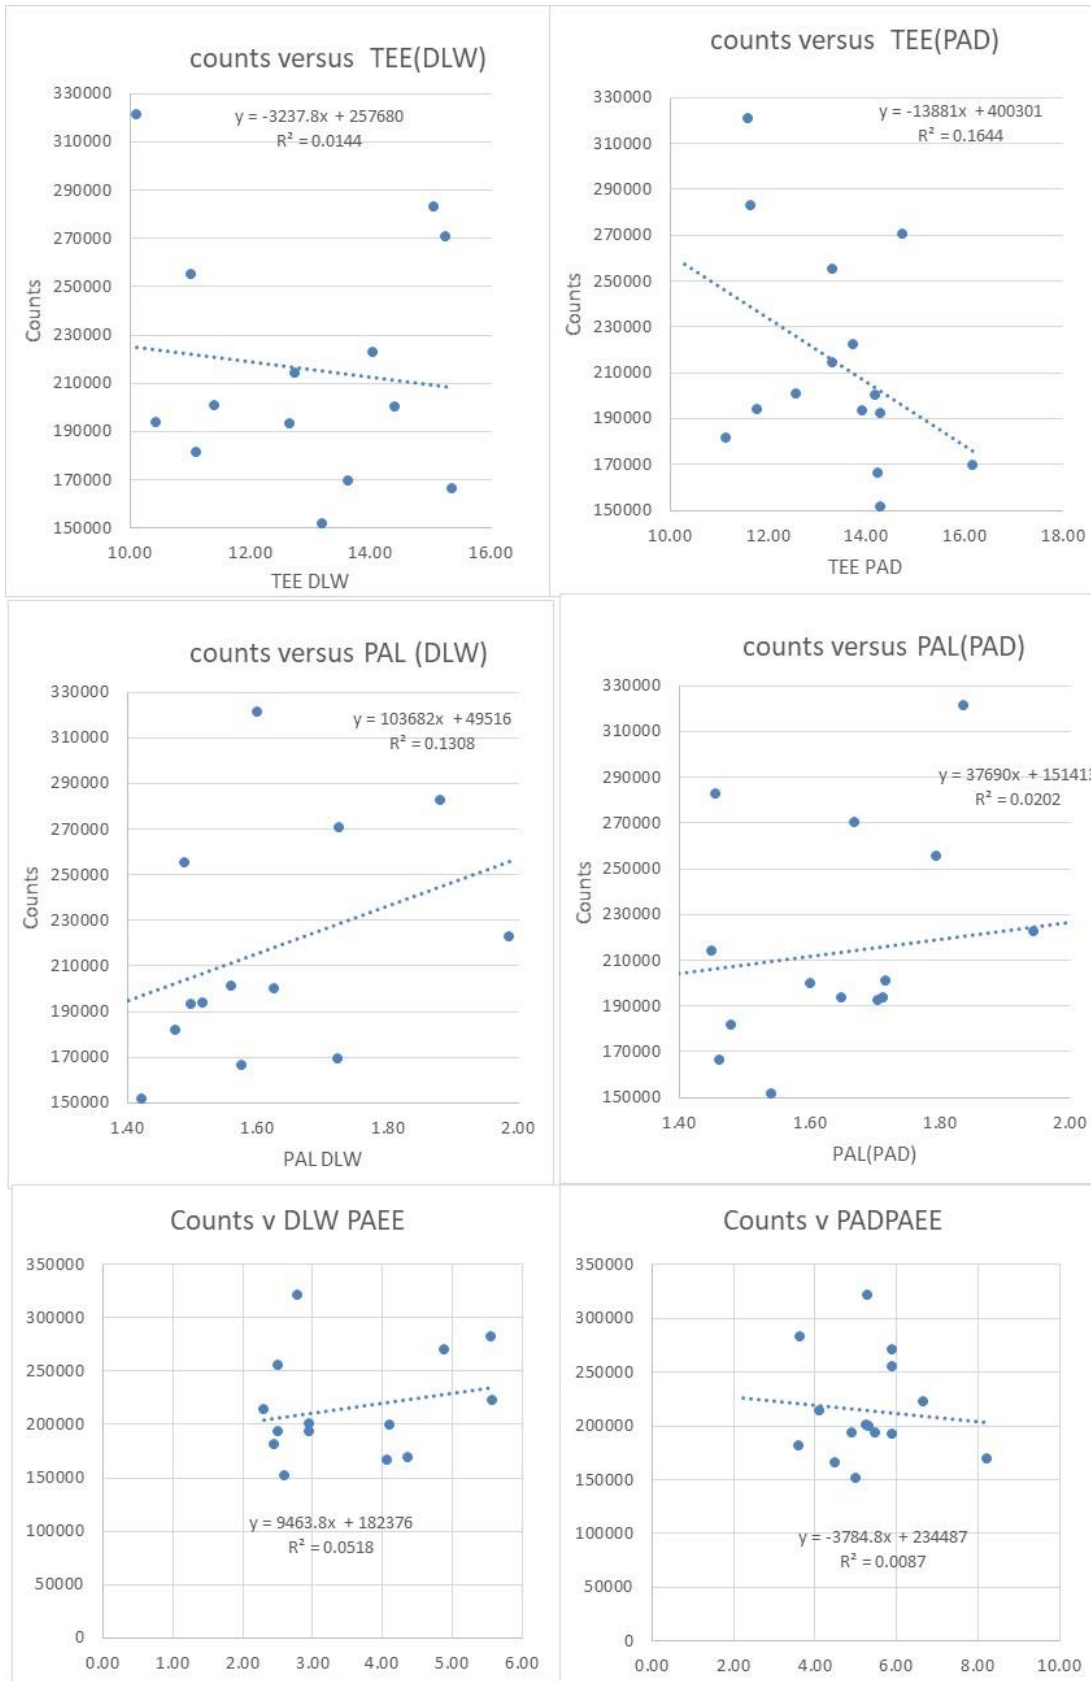 counts versus TEE(DLW)
y = -3237.8x + 257680
R² = 0.0144
330000
310000
290000
270000
250000
230000
210000
190000
170000
150000
Counts
10.00 12.00 14.00 16.00
TEE DLW
counts versus TEE(PAD)
y = -13881x + 400301
R² = 0.1644
330000
310000
290000
270000
250000
230000
210000
190000
170000
150000
Counts
10.00 12.00 14.00 16.00 18.00
TEE PAD
counts versus PAL (DLW)
y = 103682x + 49516
R² = 0.1308
330000
310000
290000
270000
250000
230000
210000
190000
170000
150000
Counts
1.40 1.60 1.80 2.00
PAL DLW
counts versus PAL(PAD)
y = 37690x + 151413
R² = 0.0202
330000
310000
290000
270000
250000
230000
210000
190000
170000
150000
Counts
1.40 1.60 1.80 2.00
PAL(PAD)
Counts v DLW PAEE
350000
300000
250000
200000
150000
100000
50000
0
y = 9463.8x + 182376
R² = 0.0518
0.00 1.00 2.00 3.00 4.00 5.00 6.00
Counts v PADPAEE
350000
300000
250000
200000
150000
100000
50000
0
y = -3784.8x + 234487
R² = 0.0087
0.00 2.00 4.00 6.00 8.00 10.00